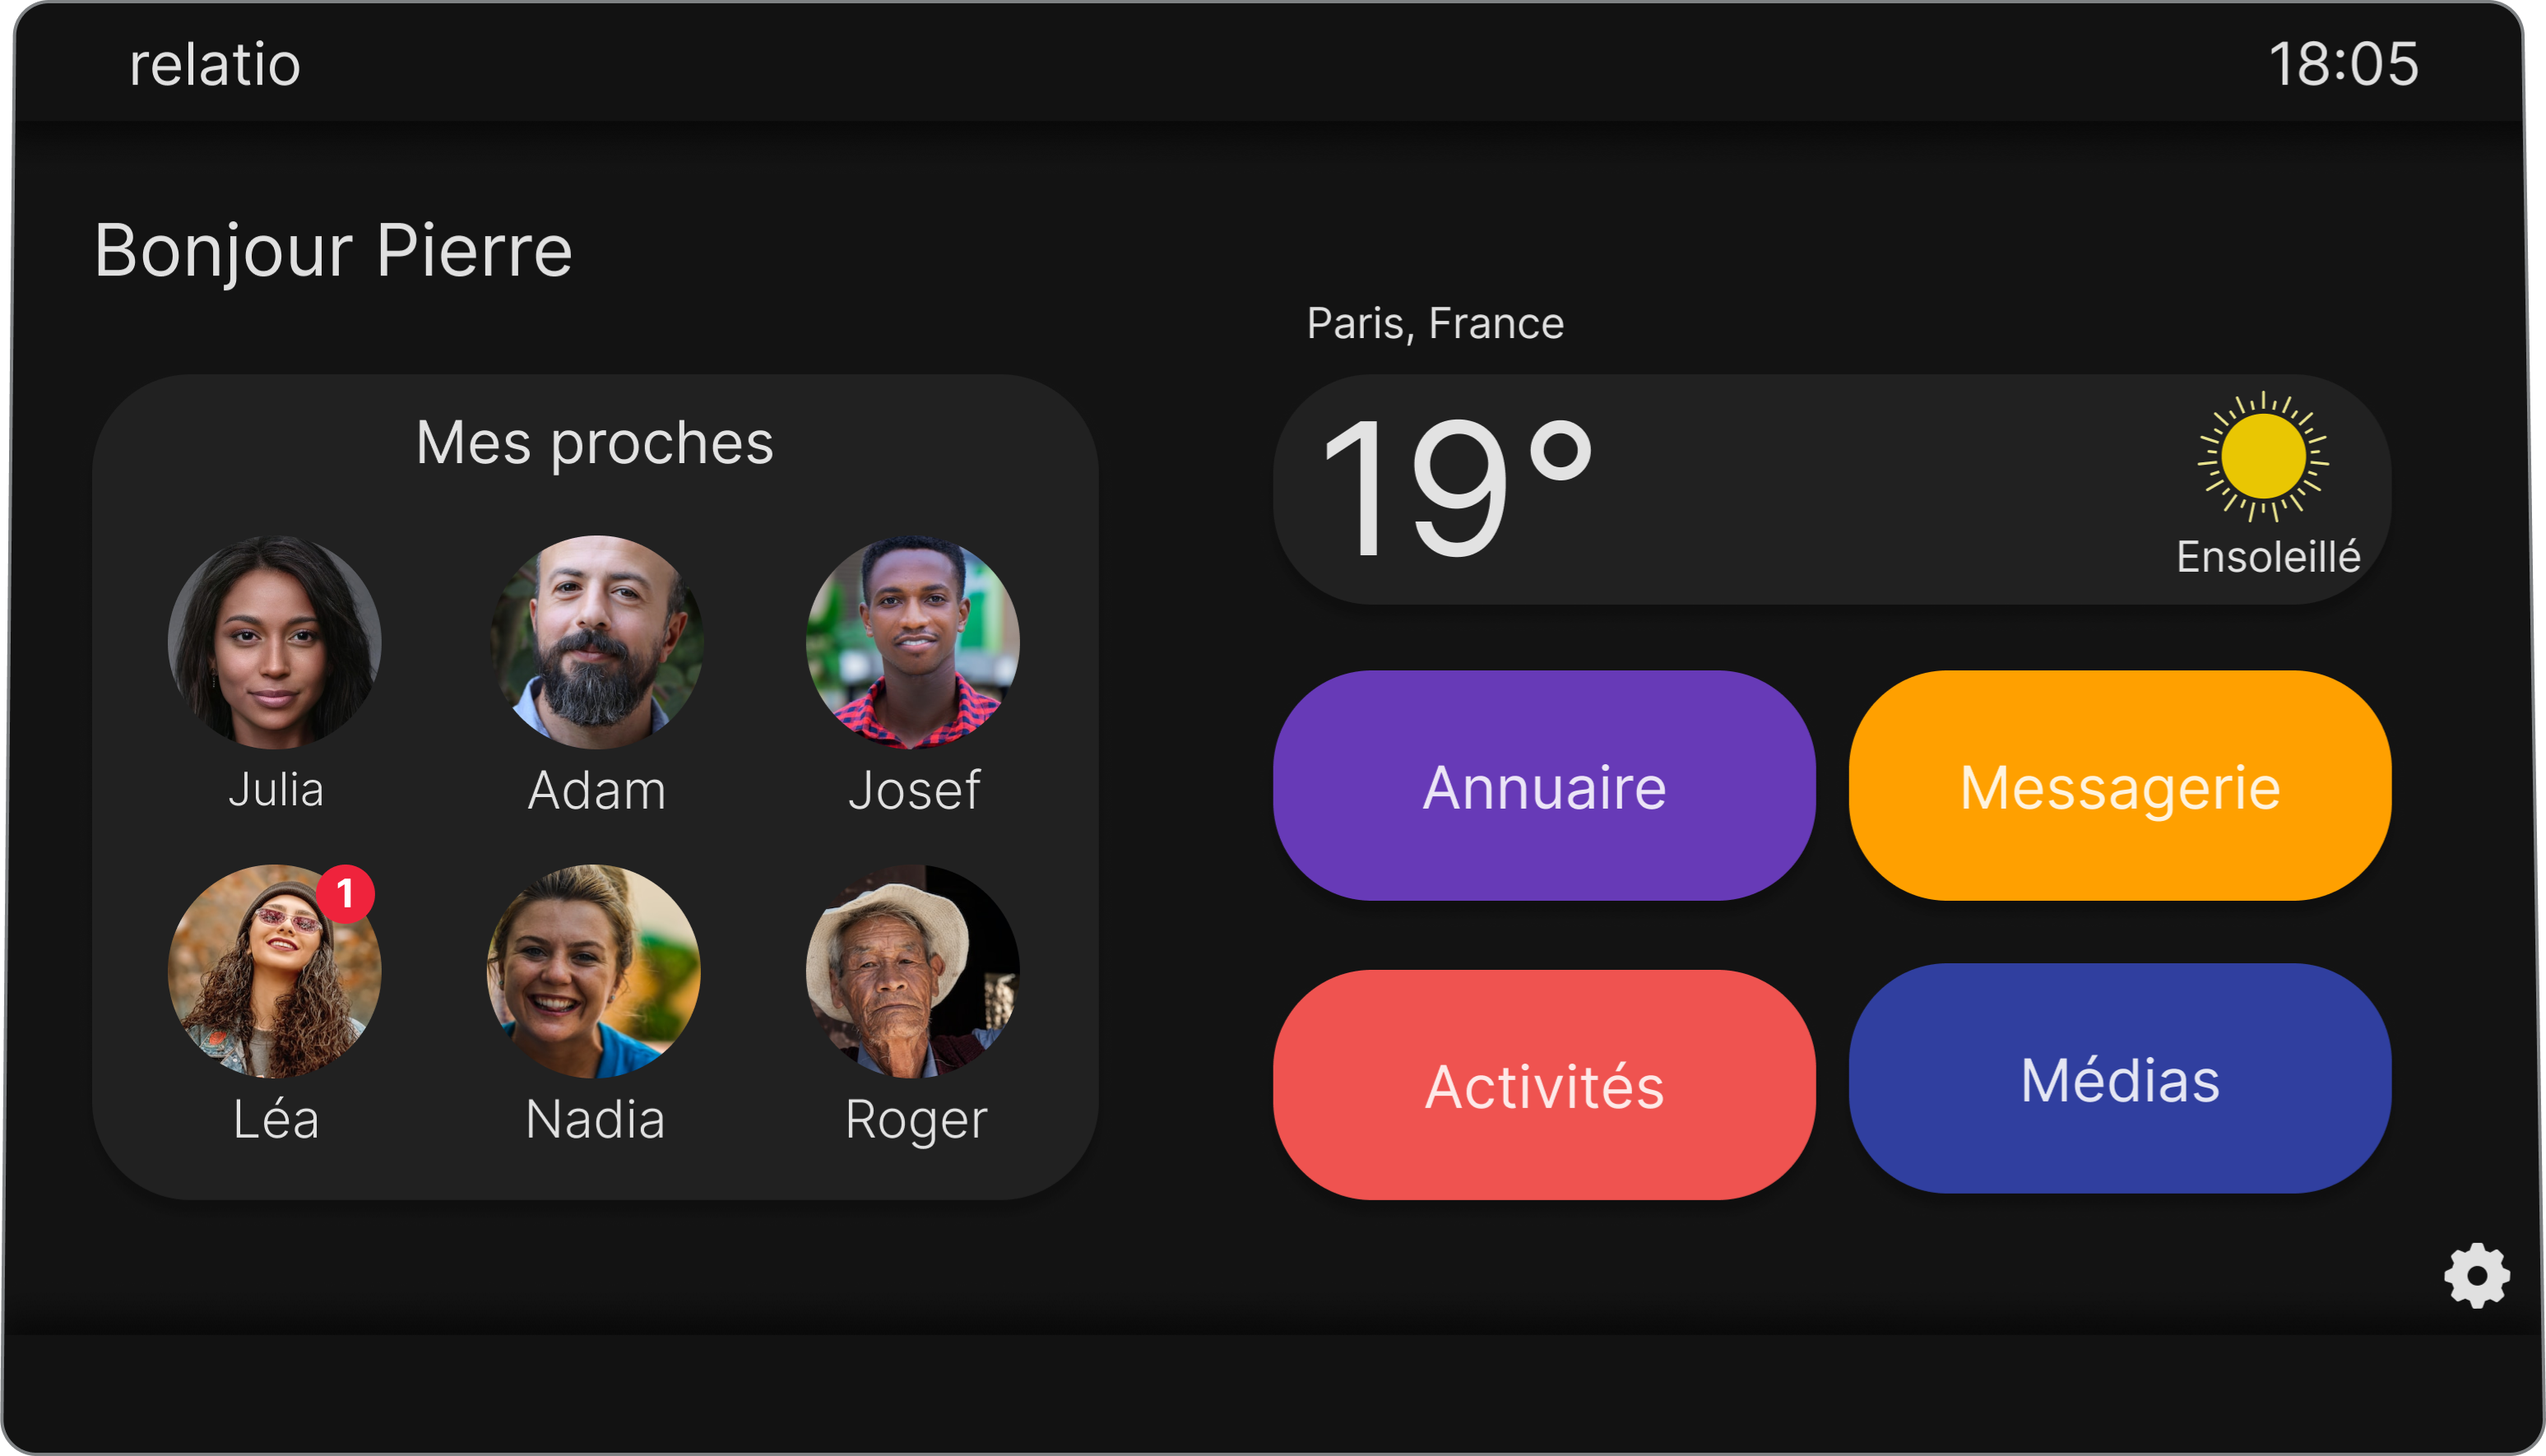 relatio
18:05
Bonjour Pierre
Mes proches
Julia
Adam
Josef
1
Léa
Nadia
Roger
Paris, France
19°
Ensoleillé
Annuaire
Messagerie
Activités
Médias